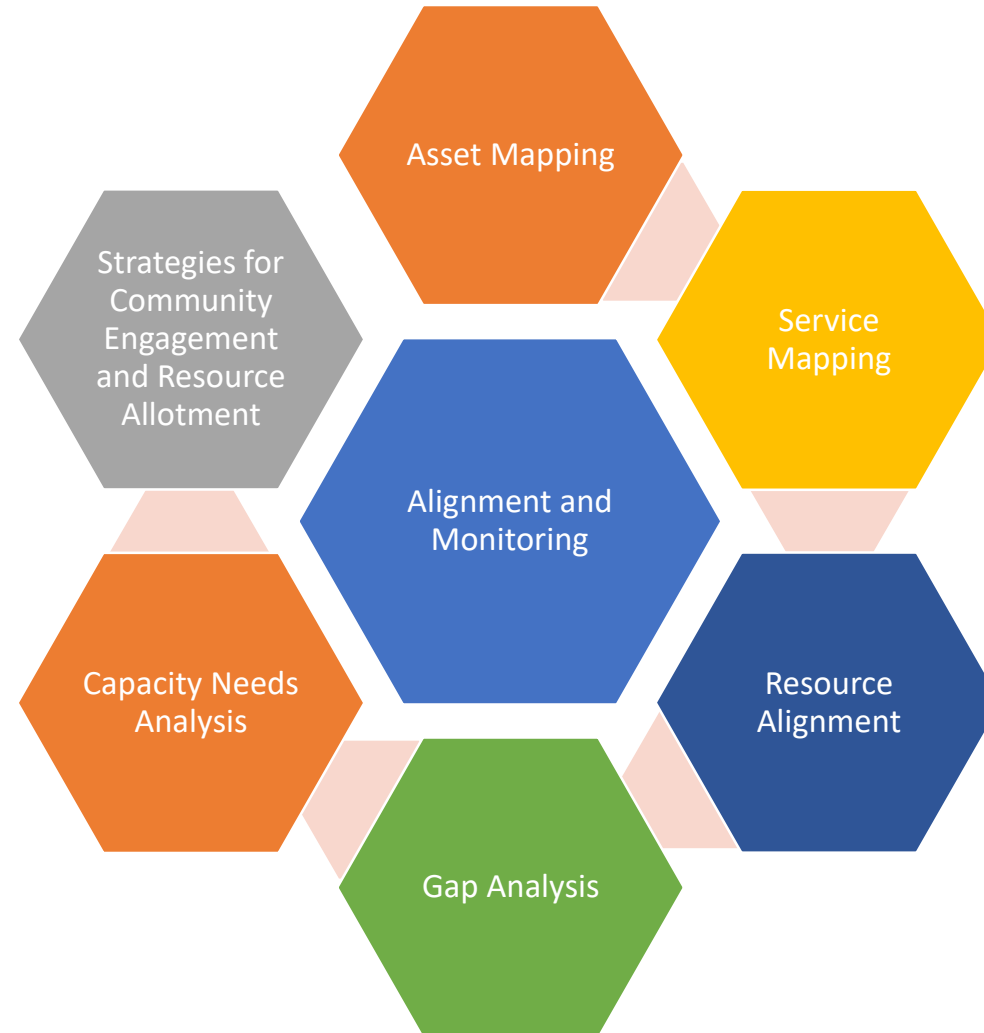 Asset Mapping
Strategies for
Community
Engagement
and Resource
Allotment
Service
Mapping
Alignment and
Monitoring
Capacity Needs
Analysis
Resource
Alignment
Gap Analysis